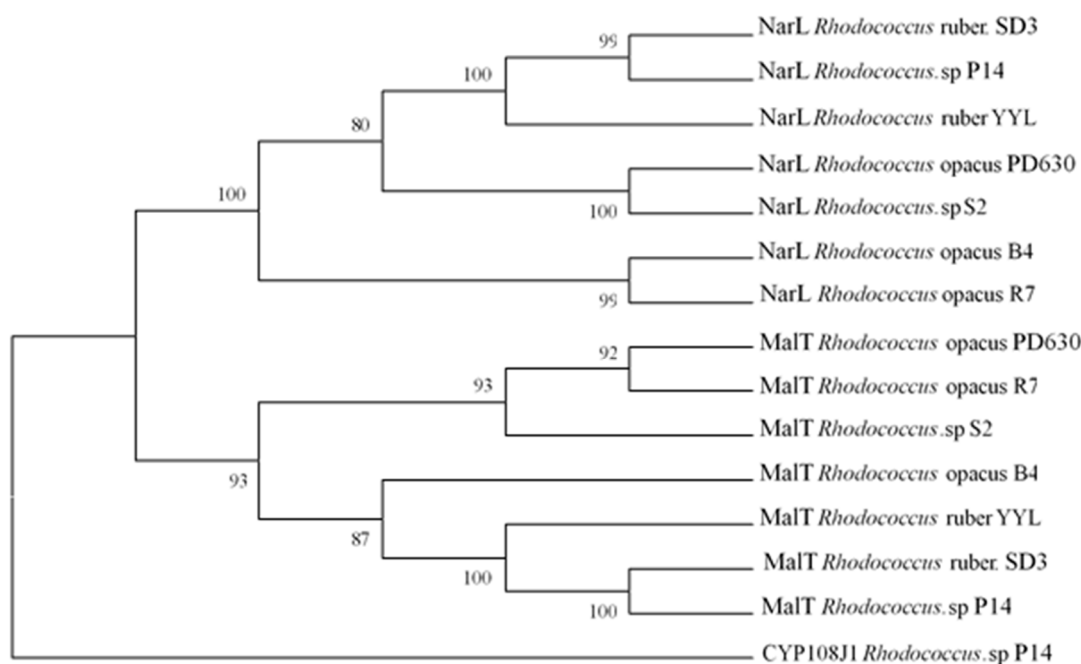 NarL Rhodococcus ruber. SD3
99
NarL Rhodococcus.sp P14
100
NarL Rhodococcus ruber YYL
80
NarL Rhodococcus opacus PD630
100
NarL Rhodococcus.sp S2
100
NarL Rhodococcus opacus B4
99
NarL Rhodococcus opacus R7
MalT Rhodococcus opacus PD630
92
93
MalT Rhodococcus opacus R7
MalT Rhodococcus.sp S2
93
MalT Rhodococcus opacus B4
87
MalT Rhodococcus ruber YYL
100
MalT Rhodococcus ruber. SD3
100
MalT Rhodococcus.sp P14
CYP108J1 Rhodococcus.sp P14